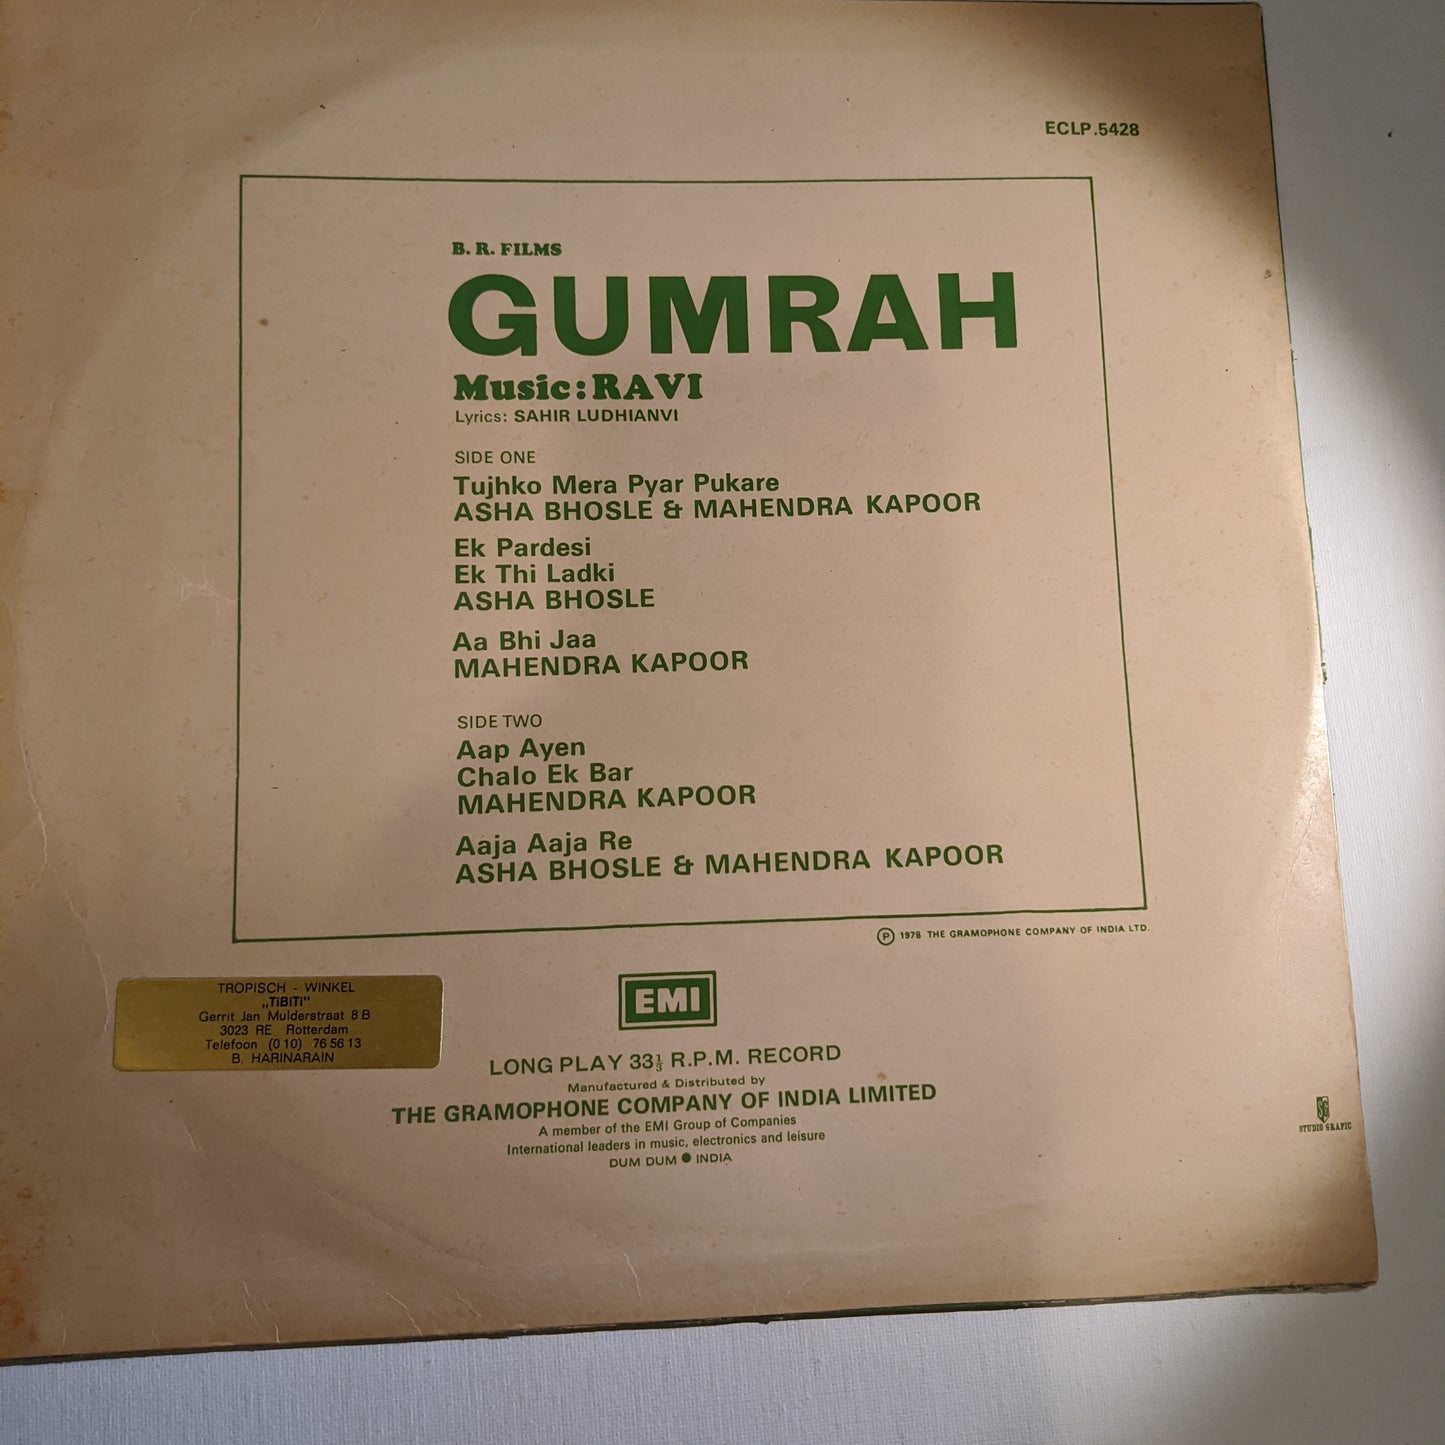 ECLP.5428
B. R. FILMS
GUMRAH
Music: RAVI
Lyrics: SAHIR LUDHIANVI
SIDE ONE
Tujhko Mera Pyar Pukare
ASHA BHOSLE & MAHENDRA KAPOOR
Ek Pardesi
Ek Thi Ladki
ASHA BHOSLE
Aa Bhi Jaa
MAHENDRA KAPOOR
SIDE TWO
Aap Ayen
Chalo Ek Bar
MAHENDRA KAPOOR
Aaja Aaja Re
ASHA BHOSLE & MAHENDRA KAPOOR
Ⓟ 1978 THE GRAMOPHONE COMPANY OF INDIA LTD.
TROPISCH - WINKEL
„TiBiTi"
Gerrit Jan Mulderstraat 8 B
3023 RE Rotterdam
Telefoon (0 10) 76 56 13
B. HARINARAIN
EMI
LONG PLAY 33⅓ R.P.M. RECORD
Manufactured & Distributed by
THE GRAMOPHONE COMPANY OF INDIA LIMITED
A member of the EMI Group of Companies
International leaders in music, electronics and leisure
DUM DUM ● INDIA
SG
STUDIO GRAFIC